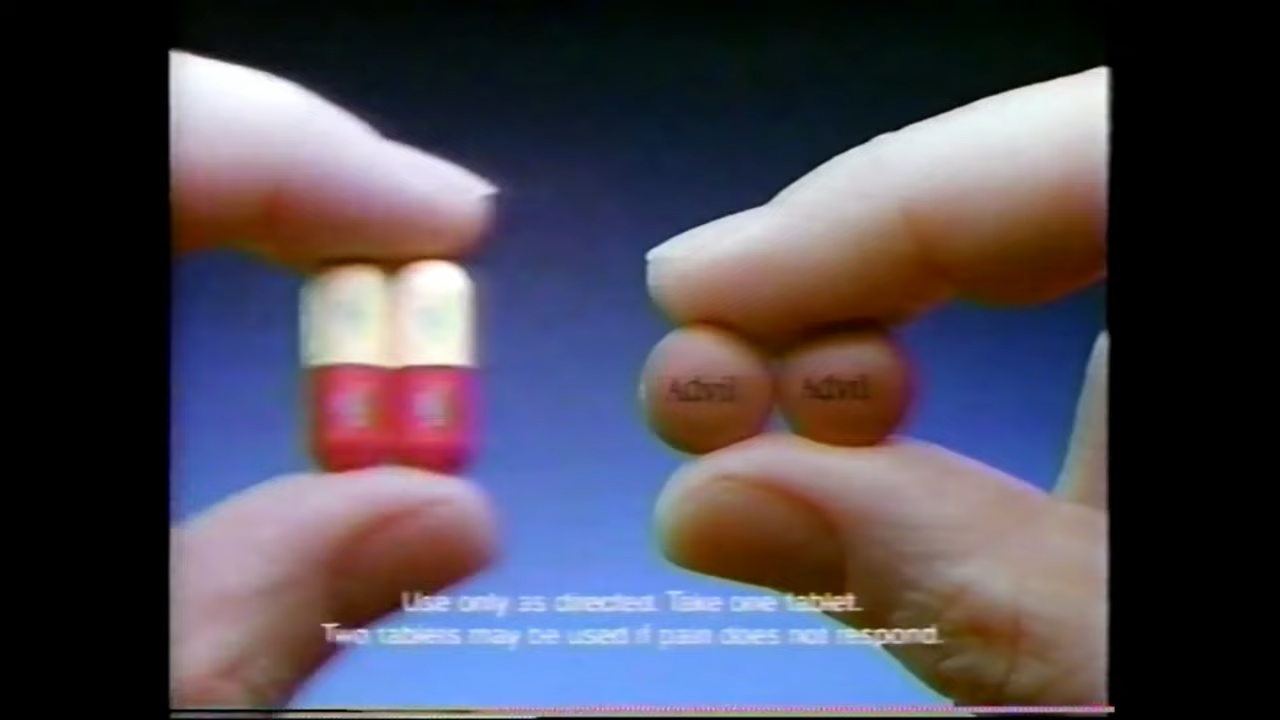 Advil Advil
Use only as directed. Take one tablet.
Two tablets may be used if pain does not respond.